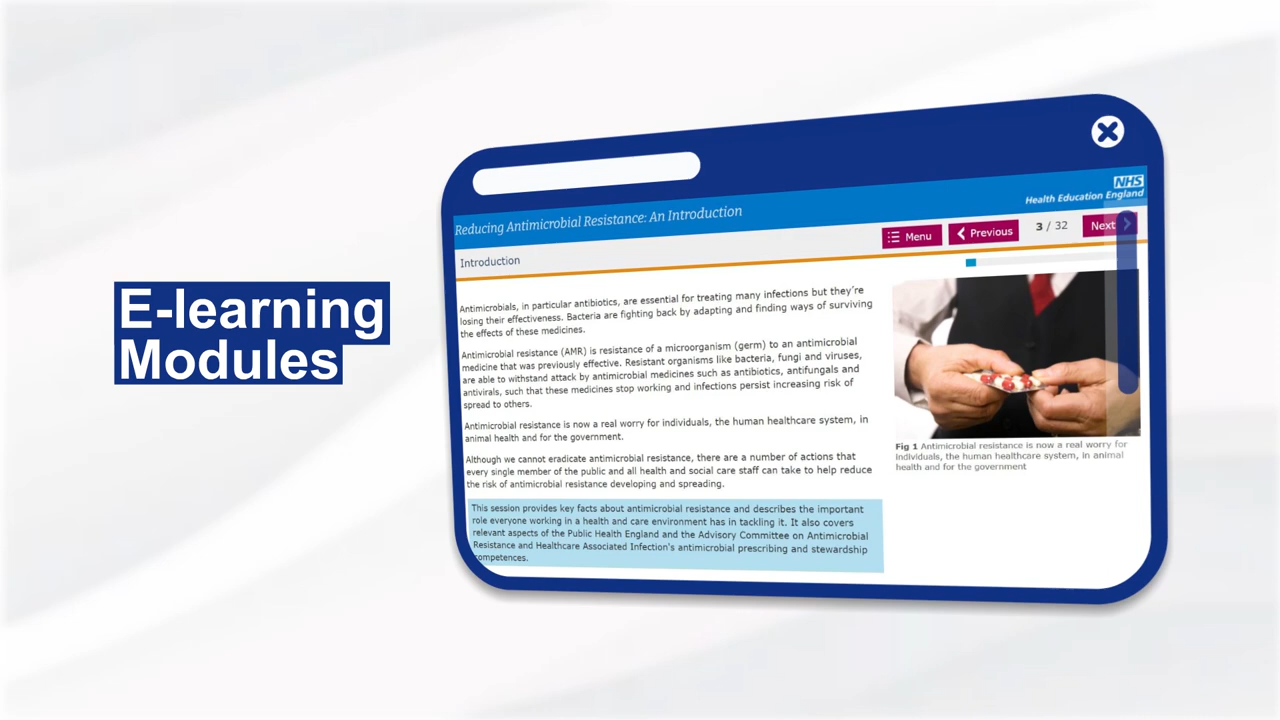 E-learning
Modules
NHS
Health Education England
Reducing Antimicrobial Resistance: An Introduction
Menu
Previous
3 / 32
Next
Introduction
Antimicrobials, in particular antibiotics, are essential for treating many infections but they're
losing their effectiveness. Bacteria are fighting back by adapting and finding ways of surviving
the effects of these medicines.
Antimicrobial resistance (AMR) is resistance of a microorganism (germ) to an antimicrobial
medicine that was previously effective. Resistant organisms like bacteria, fungi and viruses,
are able to withstand attack by antimicrobial medicines such as antibiotics, antifungals and
antivirals, such that these medicines stop working and infections persist increasing risk of
spread to others.
Antimicrobial resistance is now a real worry for individuals, the human healthcare system, in
animal health and for the government.
Although we cannot eradicate antimicrobial resistance, there are a number of actions that
every single member of the public and all health and social care staff can take to help reduce
the risk of antimicrobial resistance developing and spreading.
This session provides key facts about antimicrobial resistance and describes the important
role everyone working in a health and care environment has in tackling it. It also covers
relevant aspects of the Public Health England and the Advisory Committee on Antimicrobial
Resistance and Healthcare Associated Infection's antimicrobial prescribing and stewardship
competences.
Fig 1 Antimicrobial resistance is now a real worry for
individuals, the human healthcare system, in animal
health and for the government